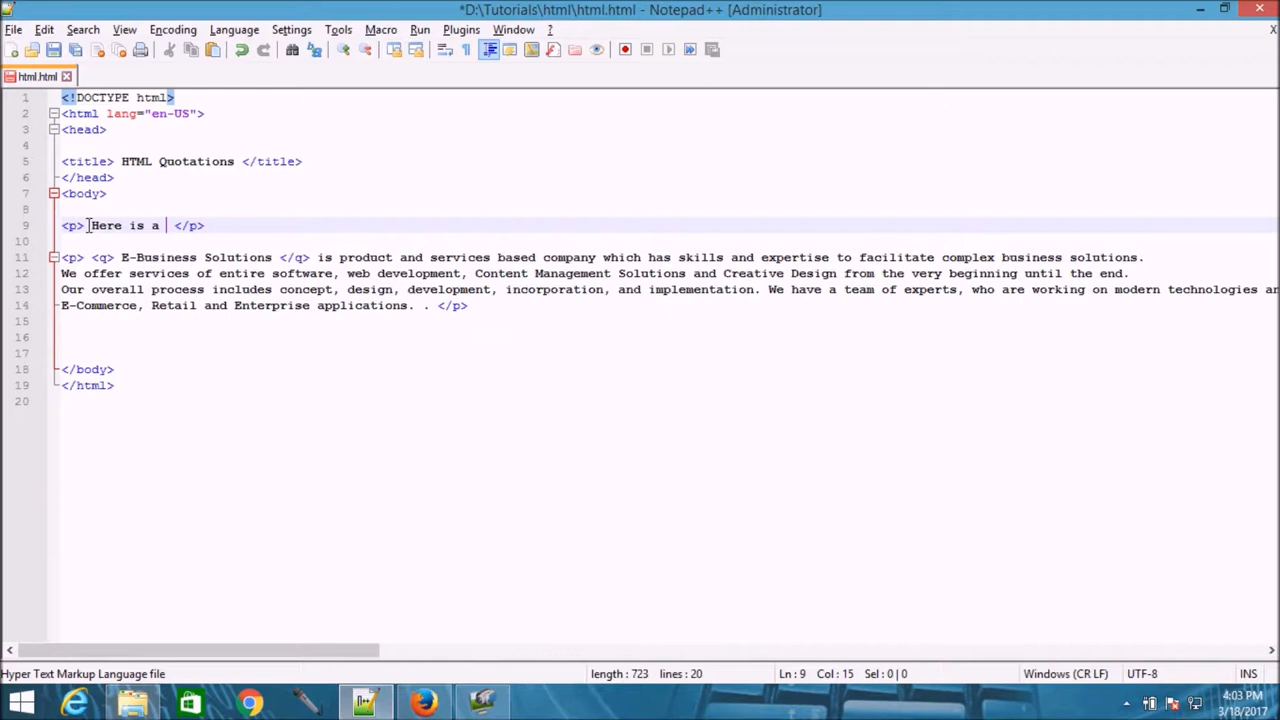 *D:\Tutorials\html\html.html - Notepad++ [Administrator]
File Edit Search View Encoding Language Settings Tools Macro Run Plugins Window ? X
html.html
1 <!DOCTYPE html>
2 <html lang="en-US">
3 <head>
4
5 <title> HTML Quotations </title>
6 </head>
7 <body>
8
9 <p> Here is a </p>
10
11 <p> <q> E-Business Solutions </q> is product and services based company which has skills and expertise to facilitate complex business solutions.
12 We offer services of entire software, web development, Content Management Solutions and Creative Design from the very beginning until the end.
13 Our overall process includes concept, design, development, incorporation, and implementation. We have a team of experts, who are working on modern technologies an
14 E-Commerce, Retail and Enterprise applications. . </p>
15
16
17
18 </body>
19 </html>
20
Hyper Text Markup Language file length : 723 lines : 20 Ln : 9 Col : 15 Sel : 0 | 0 Windows (CR LF) UTF-8 INS
4:03 PM
3/18/2017